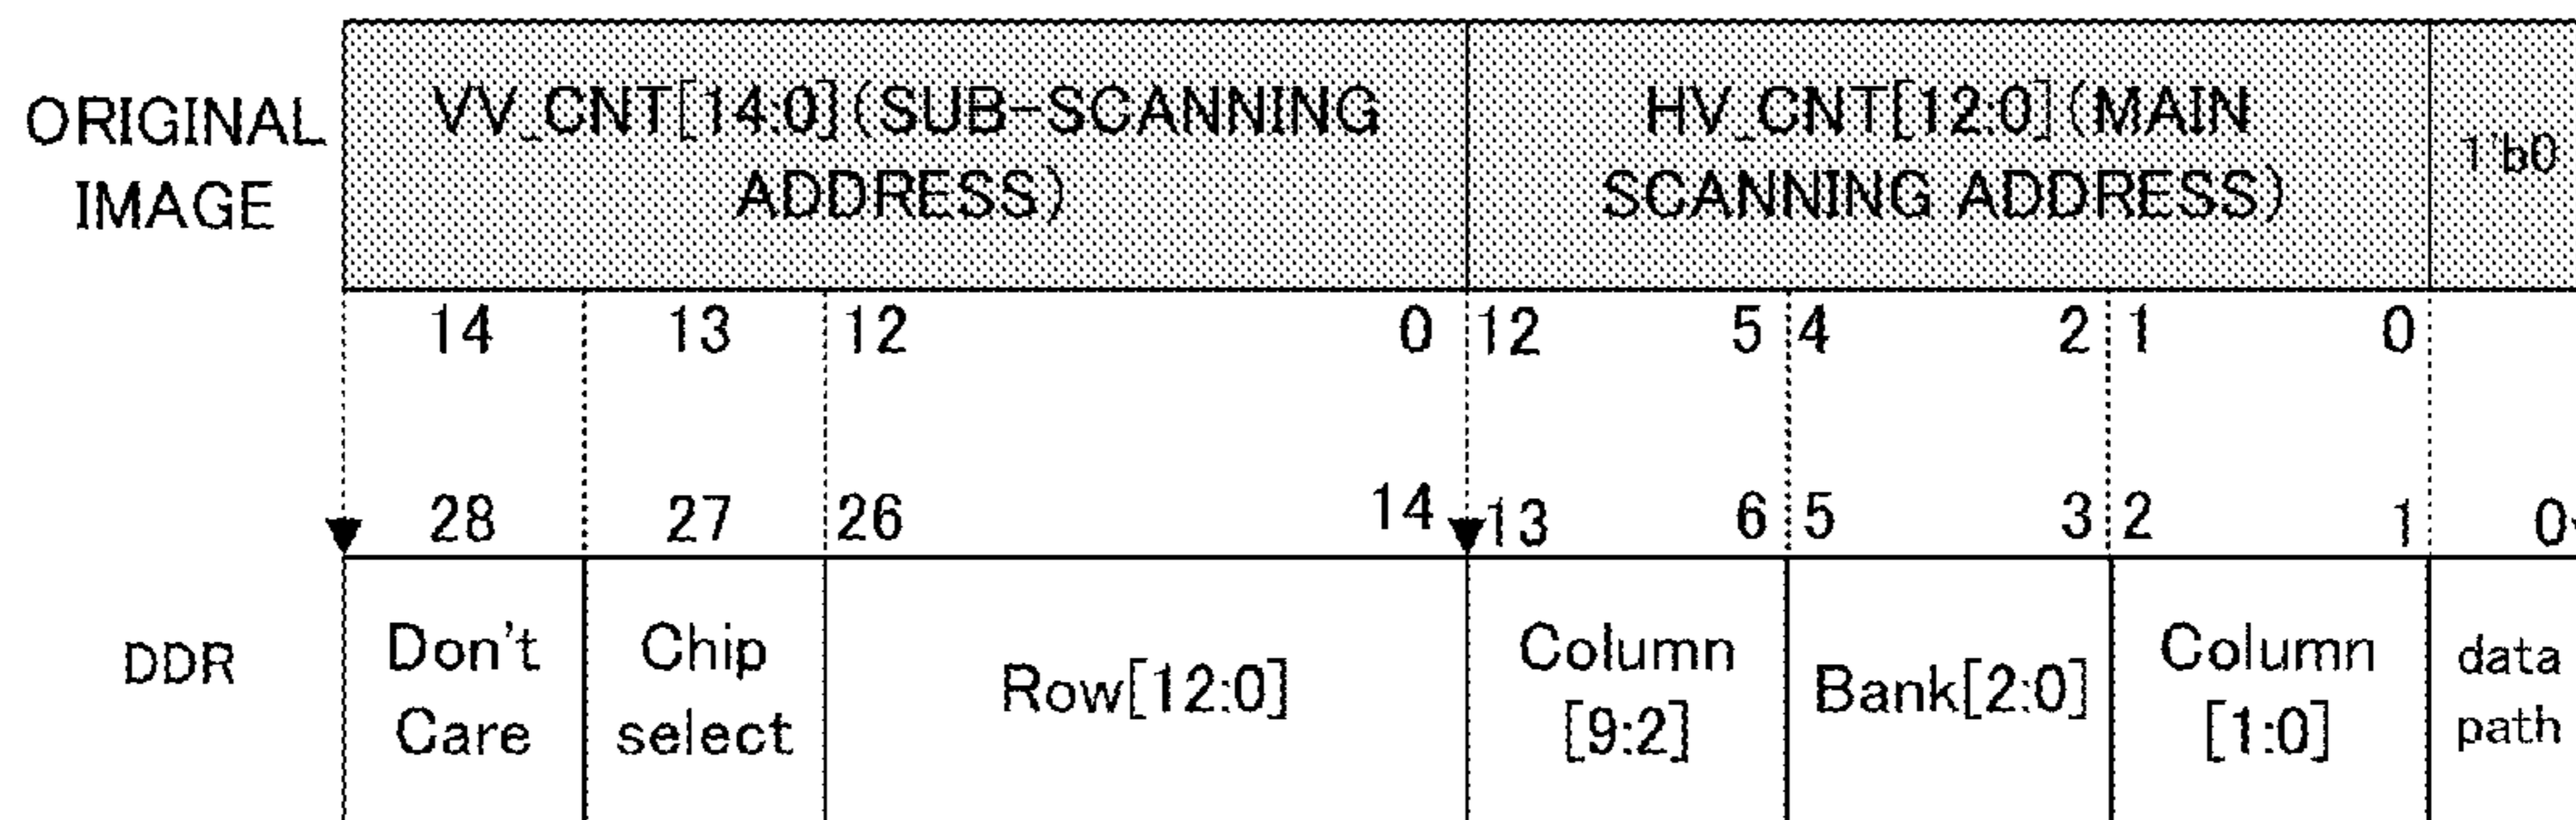 ORIGINAL IMAGE
VV_CNT[14:0](SUB-SCANNING ADDRESS)
HV_CNT[12:0](MAIN SCANNING ADDRESS)
1'b0
14 13 12 0 12 5 4 2 1 0
28 27 26 14 13 6 5 3 2 1 0
DDR
Don't Care
Chip select
Row[12:0]
Column [9:2]
Bank[2:0]
Column [1:0]
data path